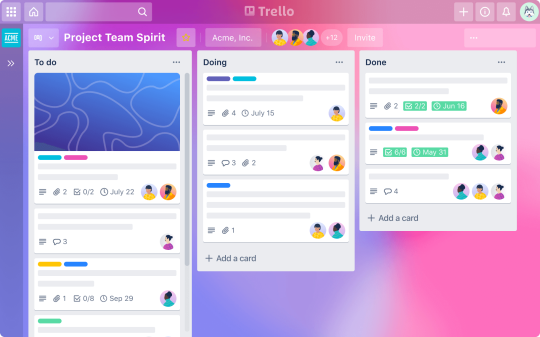 Trello
ACME
Project Team Spirit
Acme, Inc.
+12
Invite
To do
2
0/2
July 22
3
1
0/8
Sep 29
Doing
4
July 15
3
2
1
Add a card
Done
2
2/2
Jun 16
6/6
May 31
4
Add a card